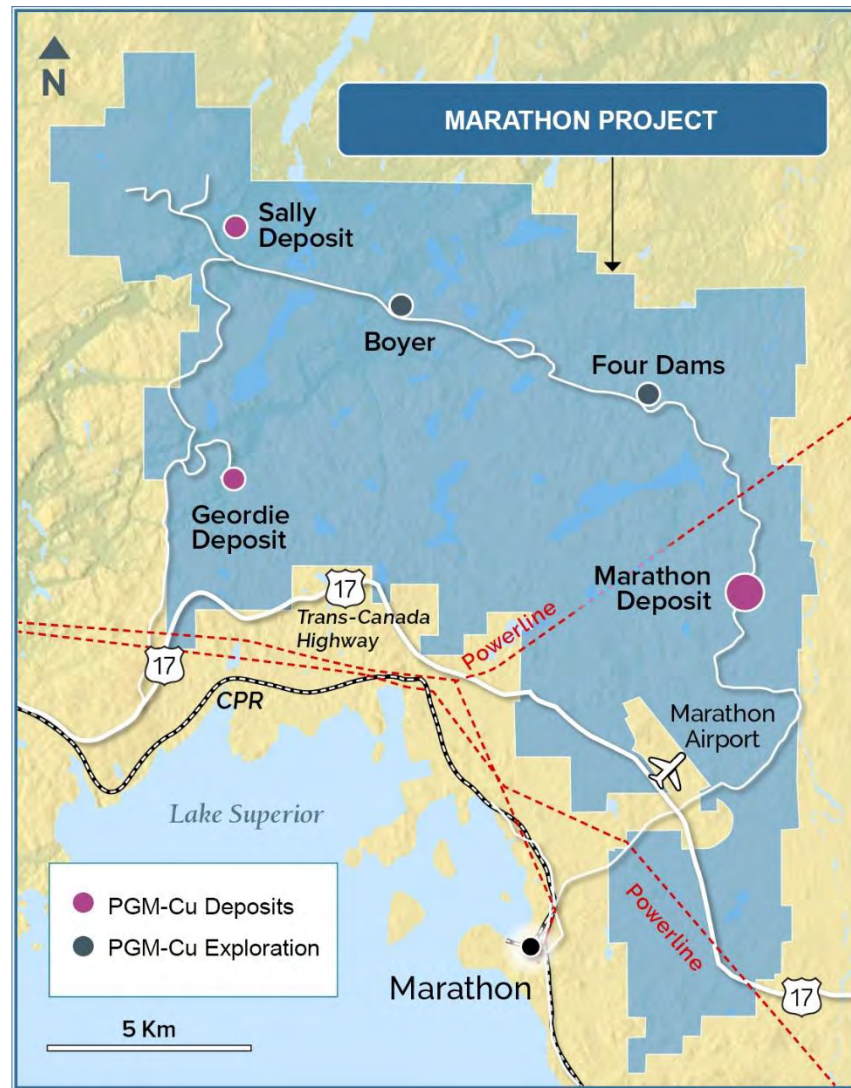 N
MARATHON PROJECT
Sally
Deposit
Boyer
Four Dams
Geordie
Deposit
Marathon
Deposit
17
Trans-Canada
Highway
Powerline
17
CPR
Marathon
Airport
Lake Superior
PGM-Cu Deposits
PGM-Cu Exploration
Powerline
Marathon
17
5 Km